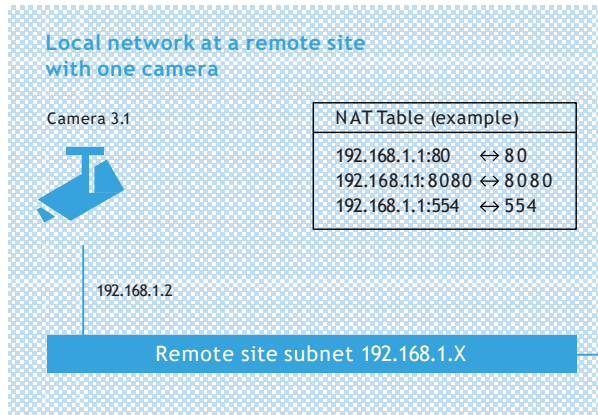 Local network at a remote site
with one camera
Camera 3.1
NAT Table (example)
192.168.1.1:80 ↔ 80
192.168.1.1:8080 ↔ 8080
192.168.1.1:554 ↔ 554
192.168.1.2
Remote site subnet 192.168.1.X